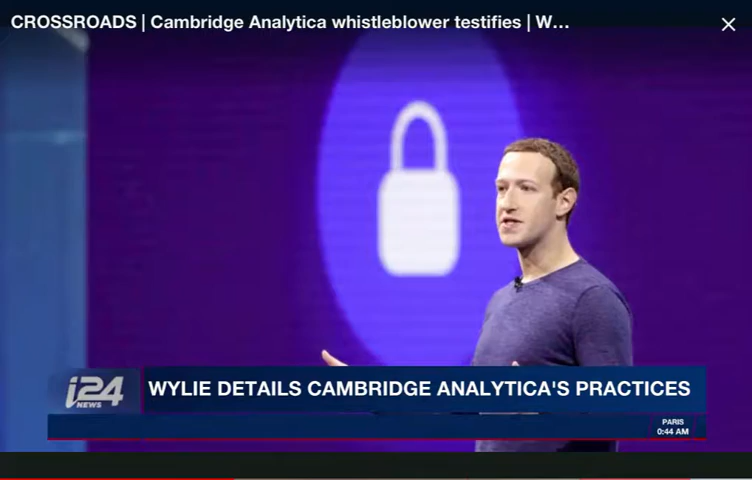 CROSSROADS | Cambridge Analytica whistleblower testifies | W...
i24
NEWS
WYLIE DETAILS CAMBRIDGE ANALYTICA'S PRACTICES
PARIS
0:44 AM